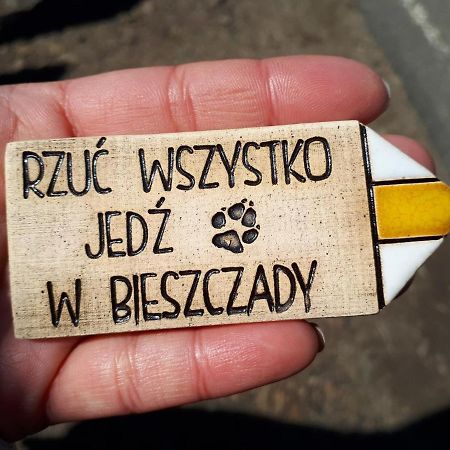 RZUĆ WSZYSTKO
JEDŹ
W BIESZCZADY